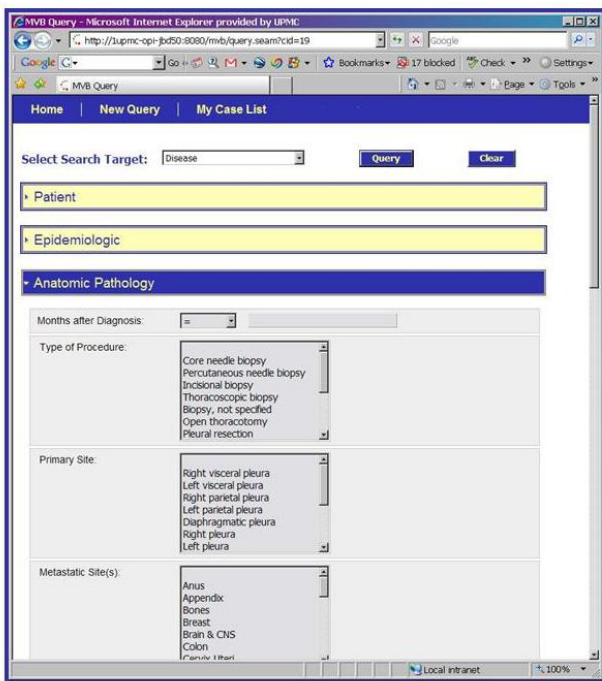 MVB Query - Microsoft Internet Explorer provided by UPMC
http://1upmc-opi-jbd50:8080/mvb/query.seam?cid=19
Google
Google G Go Bookmarks 17 blocked Check » Settings
MVB Query Page Tools »
Home | New Query | My Case List
Select Search Target: Disease Query Clear
Patient
Epidemiologic
Anatomic Pathology
Months after Diagnosis: =
Type of Procedure:
Core needle biopsy
Percutaneous needle biopsy
Incisional biopsy
Thoracoscopic biopsy
Biopsy, not specified
Open thoracotomy
Pleural resection
Primary Site:
Right visceral pleura
Left visceral pleura
Right parietal pleura
Left parietal pleura
Diaphragmatic pleura
Right pleura
Left pleura
Metastatic Site(s):
Anus
Appendix
Bones
Breast
Brain & CNS
Colon
Cervix Uteri
Local intranet 100%